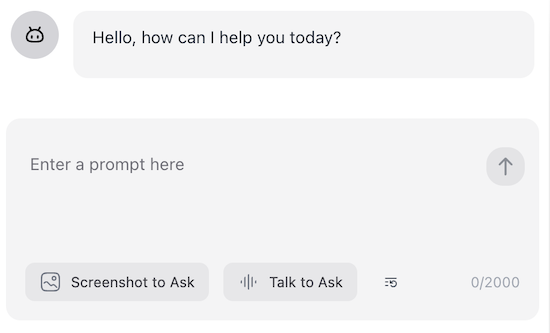 Hello, how can I help you today?
Enter a prompt here
Screenshot to Ask
Talk to Ask
0/2000